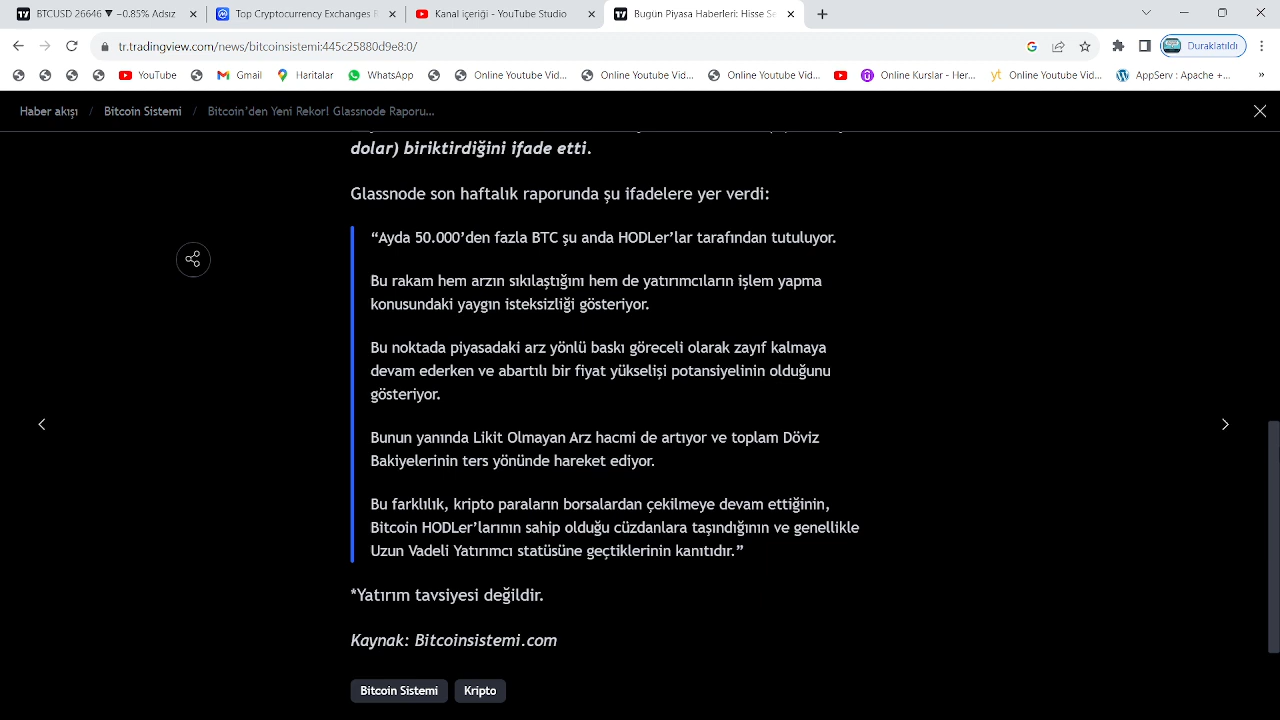 BTCUSD 26646 ▼ −0.85% Adsız
Top Cryptocurrency Exchanges R
Kanal içeriği - YouTube Studio
Bugün Piyasa Haberleri: Hisse Se
tr.tradingview.com/news/bitcoinsistemi:445c25880d9e8:0/
Duraklatıldı
YouTube
Gmail
Haritalar
WhatsApp
Online Youtube Vid...
Online Youtube Vid...
Online Youtube Vid...
Online Kurslar - Her...
yt Online Youtube Vid...
AppServ : Apache +...
»
Haber akışı / Bitcoin Sistemi / Bitcoin’den Yeni Rekor! Glassnode Raporu...
dolar) biriktirdiğini ifade etti.
Glassnode son haftalık raporunda şu ifadelere yer verdi:
“Ayda 50.000’den fazla BTC şu anda HODLer’lar tarafından tutuluyor.
Bu rakam hem arzın sıkılaştığını hem de yatırımcıların işlem yapma
konusundaki yaygın isteksizliği gösteriyor.
Bu noktada piyasadaki arz yönlü baskı göreceli olarak zayıf kalmaya
devam ederken ve abartılı bir fiyat yükselişi potansiyelinin olduğunu
gösteriyor.
Bunun yanında Likit Olmayan Arz hacmi de artıyor ve toplam Döviz
Bakiyelerinin ters yönünde hareket ediyor.
Bu farklılık, kripto paraların borsalardan çekilmeye devam ettiğinin,
Bitcoin HODLer’larının sahip olduğu cüzdanlara taşındığının ve genellikle
Uzun Vadeli Yatırımcı statüsüne geçtiklerinin kanıtıdır.”
*Yatırım tavsiyesi değildir.
Kaynak: Bitcoinsistemi.com
Bitcoin Sistemi
Kripto